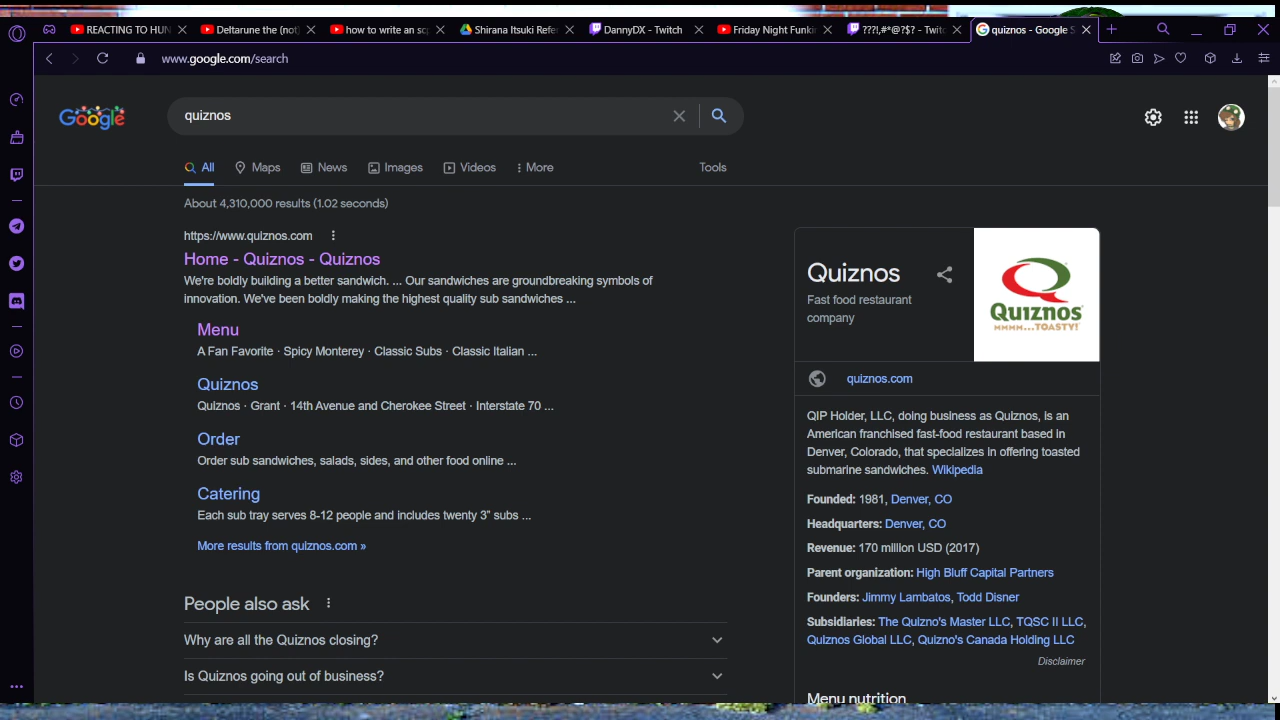 REACTING TO HUN
Deltarune the (not)
how to write an sc
Shirana Itsuki Refer
DannyDX - Twitch
Friday Night Funkin
???!,#*@?$? - Twitc
quiznos - Google S
www.google.com/search
Google
quiznos
All
Maps
News
Images
Videos
More
Tools
About 4,310,000 results (1.02 seconds)
https://www.quiznos.com
Home - Quiznos - Quiznos
We're boldly building a better sandwich. ... Our sandwiches are groundbreaking symbols of
innovation. We've been boldly making the highest quality sub sandwiches ...
Menu
A Fan Favorite · Spicy Monterey · Classic Subs · Classic Italian ...
Quiznos
Quiznos · Grant · 14th Avenue and Cherokee Street · Interstate 70 ...
Order
Order sub sandwiches, salads, sides, and other food online ...
Catering
Each sub tray serves 8-12 people and includes twenty 3" subs ...
More results from quiznos.com »
People also ask
Why are all the Quiznos closing?
Is Quiznos going out of business?
Quiznos
Fast food restaurant
company
QUIZNOS
MMMM...TOASTY!
quiznos.com
QIP Holder, LLC, doing business as Quiznos, is an
American franchised fast-food restaurant based in
Denver, Colorado, that specializes in offering toasted
submarine sandwiches. Wikipedia
Founded: 1981, Denver, CO
Headquarters: Denver, CO
Revenue: 170 million USD (2017)
Parent organization: High Bluff Capital Partners
Founders: Jimmy Lambatos, Todd Disner
Subsidiaries: The Quizno's Master LLC, TQSC II LLC,
Quiznos Global LLC, Quizno's Canada Holding LLC
Disclaimer
Menu nutrition